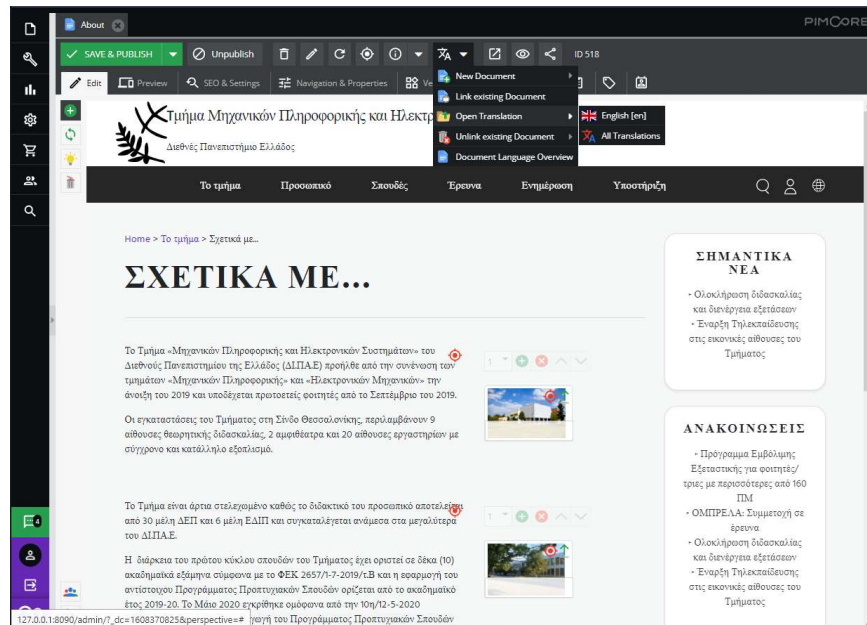 About
PIMCORE
SAVE & PUBLISH
Unpublish
ID 518
Edit
Preview
SEO & Settings
Navigation & Properties
New Document
Link existing Document
Open Translation
Unlink existing Document
Document Language Overview
English [en]
All Translations
Τμήμα Μηχανικών Πληροφορικής και
Διεθνές Πανεπιστήμιο Ελλάδος
Το τμήμα
Προσωπικό
Σπουδές
Έρευνα
Ενημέρωση
Υποστήριξη
Home > Το τμήμα > Σχετικά με...
ΣΧΕΤΙΚΑ ΜΕ...
Το Τμήμα «Μηχανικών Πληροφορικής και Ηλεκτρονικών Συστημάτων» του
Διεθνούς Πανεπιστημίου της Ελλάδος (ΔΙ.ΠΑ.Ε) προήλθε από την συνένωση των
τμημάτων «Μηχανικών Πληροφορικής» και «Ηλεκτρονικών Μηχανικών» την
άνοιξη του 2019 και υποδέχεται πρωτοετείς φοιτητές από το Σεπτέμβριο του 2019.
Οι εγκαταστάσεις του Τμήματος στη Σίνδο Θεσσαλονίκης, περιλαμβάνουν 9
αίθουσες θεωρητικής διδασκαλίας, 2 αμφιθέατρα και 20 αίθουσες εργαστηρίων με
σύγχρονο και κατάλληλο εξοπλισμό.
1
Το Τμήμα είναι άρτια στελεχωμένο καθώς το διδακτικό του προσωπικό αποτελείται
από 30 μέλη ΔΕΠ και 6 μέλη ΕΔΙΠ και συγκαταλέγεται ανάμεσα στα μεγαλύτερα
του ΔΙ.ΠΑ.Ε.
Η διάρκεια του πρώτου κύκλου σπουδών του Τμήματος έχει οριστεί σε δέκα (10)
ακαδημαϊκά εξάμηνα σύμφωνα με το ΦΕΚ 2657/1-7-2019/τ.Β και η εφαρμογή του
αντίστοιχου Προγράμματος Προπτυχιακών Σπουδών ορίζεται από το ακαδημαϊκό
έτος 2019-20. Το Μάιο 2020 εγκρίθηκε ομόφωνα από την 10η/12-5-2020
του Προγράμματος Προπτυχιακών Σπουδών
1
ΣΗΜΑΝΤΙΚΑ
ΝΕΑ
- Ολοκλήρωση διδασκαλίας
και διενέργεια εξετάσεων
- Έναρξη Τηλεκπαίδευσης
στις εικονικές αίθουσες του
Τμήματος
ΑΝΑΚΟΙΝΩΣΕΙΣ
- Πρόγραμμα Εμβόλιμης
Εξεταστικής για φοιτητές/
τριες με περισσότερες από 160
ΠΜ
- ΟΜΠΡΕΛΑ: Συμμετοχή σε
έρευνα
- Ολοκλήρωση διδασκαλίας
και διενέργεια εξετάσεων
- Έναρξη Τηλεκπαίδευσης
στις εικονικές αίθουσες του
Τμήματος
4
127.0.0.1:8090/admin/?_dc=1608370825&perspective=#